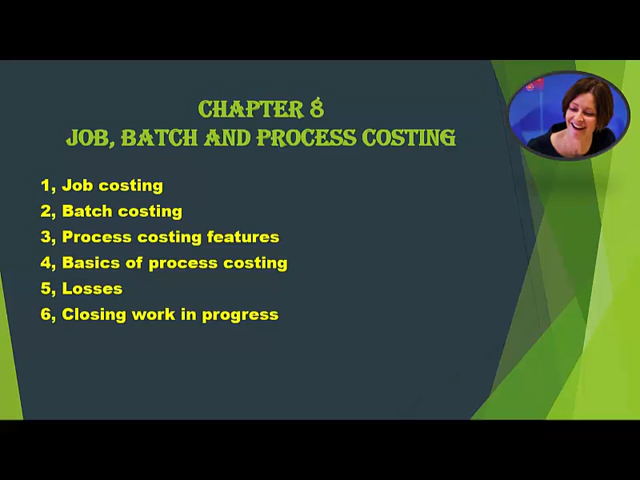 CHAPTER 8
JOB, BATCH AND PROCESS COSTING
1, Job costing
2, Batch costing
3, Process costing features
4, Basics of process costing
5, Losses
6, Closing work in progress